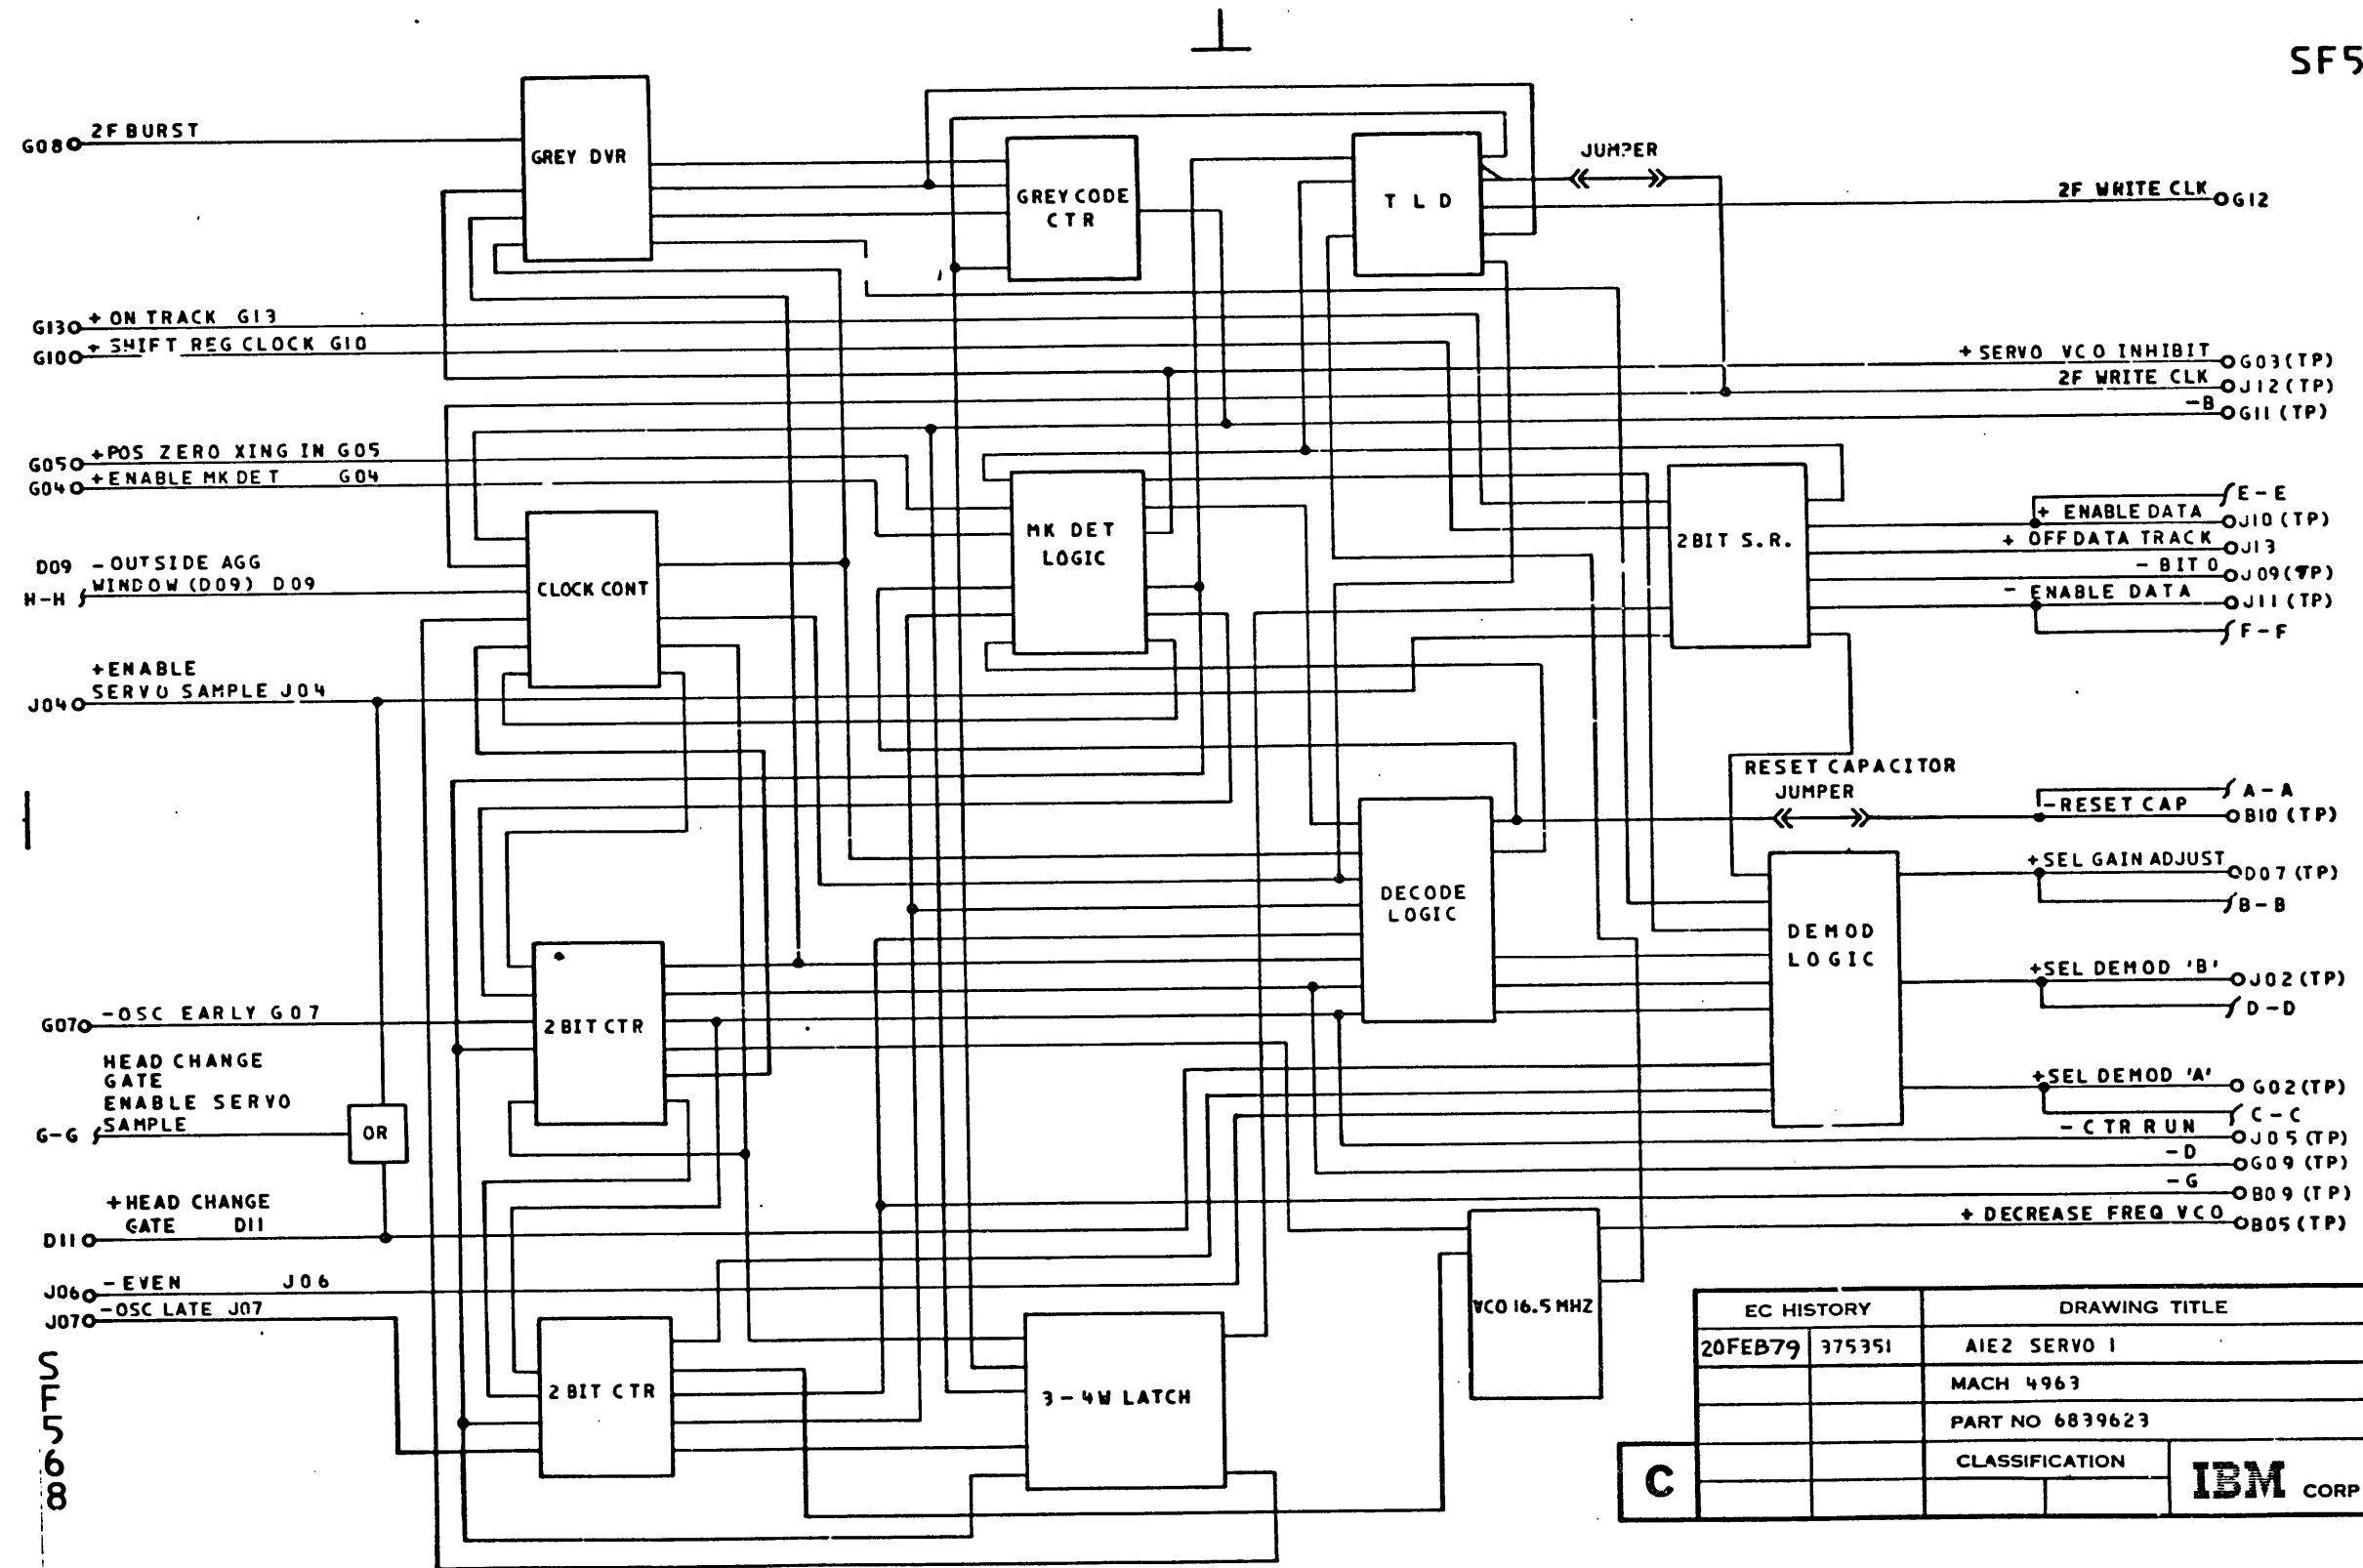 SF5
G08 2F BURST
GREY DVR
GREY CODE
CTR
T L D
JUMPER
2F WRITE CLK G12
G13 + ON TRACK G13
G10 + SHIFT REG CLOCK G10
+ SERVO VCO INHIBIT G03 (TP)
2F WRITE CLK J12 (TP)
-B G11 (TP)
G05 +POS ZERO XING IN G05
G04 +ENABLE MK DET G04
MK DET
LOGIC
2 BIT S.R.
E-E
+ ENABLE DATA J10 (TP)
+ OFF DATA TRACK J13
- BIT 0 J09 (TP)
- ENABLE DATA J11 (TP)
F-F
D09 -OUTSIDE AGG
H-H WINDOW (D09) D09
CLOCK CONT
+ENABLE
J04 SERVO SAMPLE J04
RESET CAPACITOR
JUMPER
A-A
-RESET CAP B10 (TP)
+SEL GAIN ADJUST D07 (TP)
B-B
DECODE
LOGIC
DEMOD
LOGIC
+SEL DEMOD 'B' J02 (TP)
D-D
G07 -OSC EARLY G07
2 BIT CTR
HEAD CHANGE
GATE
ENABLE SERVO
G-G SAMPLE
OR
+SEL DEMOD 'A' G02 (TP)
C-C
-CTR RUN J05 (TP)
-D G09 (TP)
-G B09 (TP)
+ DECREASE FREQ VCO B05 (TP)
+HEAD CHANGE
D11 GATE D11
J06 -EVEN J06
J07 -OSC LATE J07
2 BIT CTR
3-4W LATCH
VCO 16.5 MHZ
SF568
EC HISTORY DRAWING TITLE
20FEB79 375351 A1E2 SERVO 1
MACH 4963
PART NO 6839623
CLASSIFICATION
C
IBM CORP